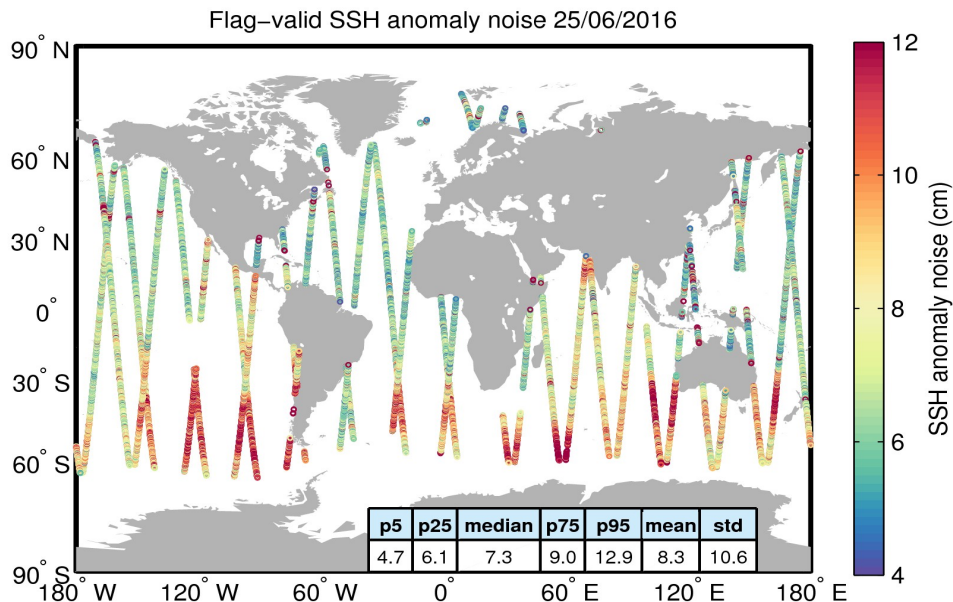 Flag−valid SSH anomaly noise 25/06/2016
90° N
60° N
30° N
0°
30° S
60° S
90° S
180° W
120° W
60° W
0°
60° E
120° E
180° E
p5 p25 median p75 p95 mean std
4.7 6.1 7.3 9.0 12.9 8.3 10.6
12
10
8
6
4
SSH anomaly noise (cm)